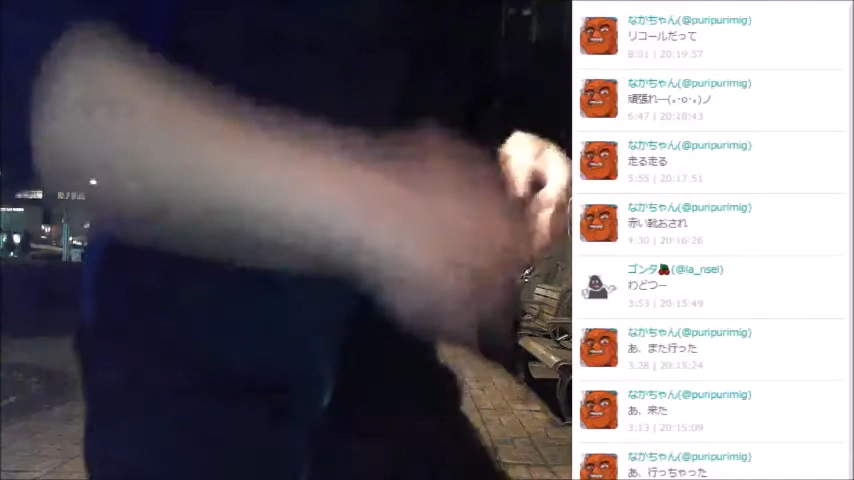 なかちゃん(@puripurimig)
リコールだって
8:01 | 20:19:57
なかちゃん(@puripurimig)
頑張れー(｡･o･｡)ノ
6:47 | 20:18:43
なかちゃん(@puripurimig)
走る走る
5:55 | 20:17:51
なかちゃん(@puripurimig)
赤い靴おされ
4:30 | 20:16:26
ゴンタ🍒(@la_nsei)
わどつー
3:53 | 20:15:49
なかちゃん(@puripurimig)
あ、また行った
3:28 | 20:15:24
なかちゃん(@puripurimig)
あ、来た
3:13 | 20:15:09
なかちゃん(@puripurimig)
あ、行っちゃった